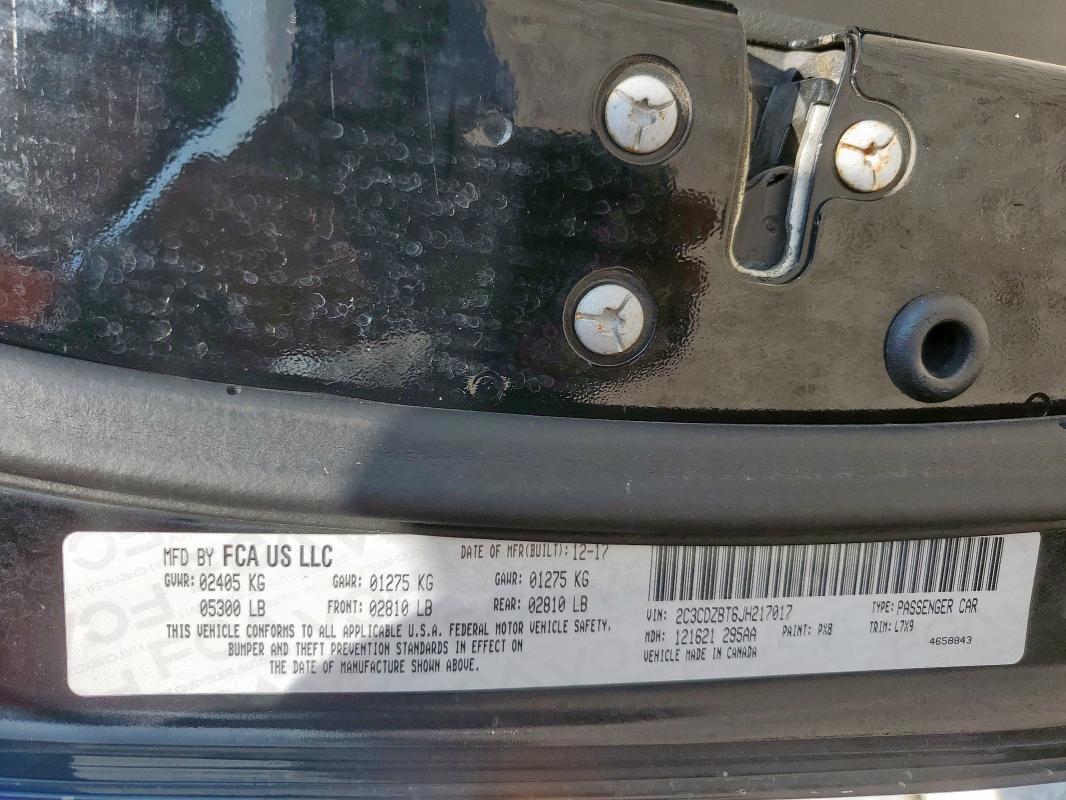 MFD BY FCA US LLC
DATE OF MFR(BUILT): 12-17
GVWR: 02405 KG GAWR: 01275 KG GAWR: 01275 KG
05300 LB FRONT: 02810 LB REAR: 02810 LB
THIS VEHICLE CONFORMS TO ALL APPLICABLE U.S.A. FEDERAL MOTOR VEHICLE SAFETY,
BUMPER AND THEFT PREVENTION STANDARDS IN EFFECT ON
THE DATE OF MANUFACTURE SHOWN ABOVE.
VIN: 2C3CDZBT6JH217017 TYPE: PASSENGER CAR
MDH: 121621 295AA PAINT: PX8 TRIM: L7X9
VEHICLE MADE IN CANADA 4658843